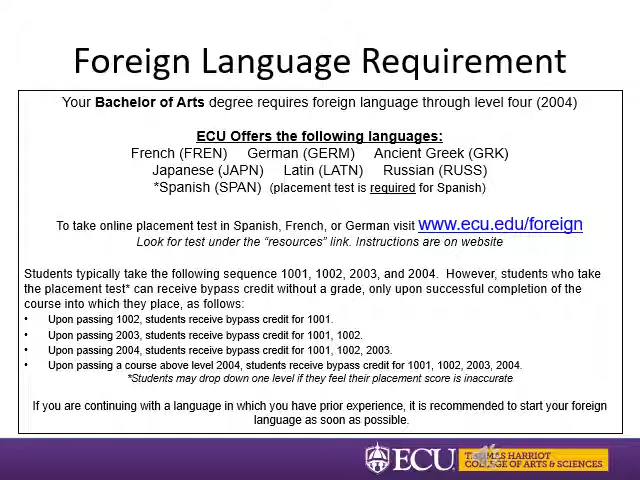 Foreign Language Requirement
Your Bachelor of Arts degree requires foreign language through level four (2004)
ECU Offers the following languages:
French (FREN) German (GERM) Ancient Greek (GRK)
Japanese (JAPN) Latin (LATN) Russian (RUSS)
*Spanish (SPAN) (placement test is required for Spanish)
To take online placement test in Spanish, French, or German visit www.ecu.edu/foreign
Look for test under the “resources” link. Instructions are on website
Students typically take the following sequence 1001, 1002, 2003, and 2004. However, students who take
the placement test* can receive bypass credit without a grade, only upon successful completion of the
course into which they place, as follows:
• Upon passing 1002, students receive bypass credit for 1001.
• Upon passing 2003, students receive bypass credit for 1001, 1002.
• Upon passing 2004, students receive bypass credit for 1001, 1002, 2003.
• Upon passing a course above level 2004, students receive bypass credit for 1001, 1002, 2003, 2004.
*Students may drop down one level if they feel their placement score is inaccurate
If you are continuing with a language in which you have prior experience, it is recommended to start your foreign
language as soon as possible.
ECU
THOMAS HARRIOT
COLLEGE OF ARTS & SCIENCES